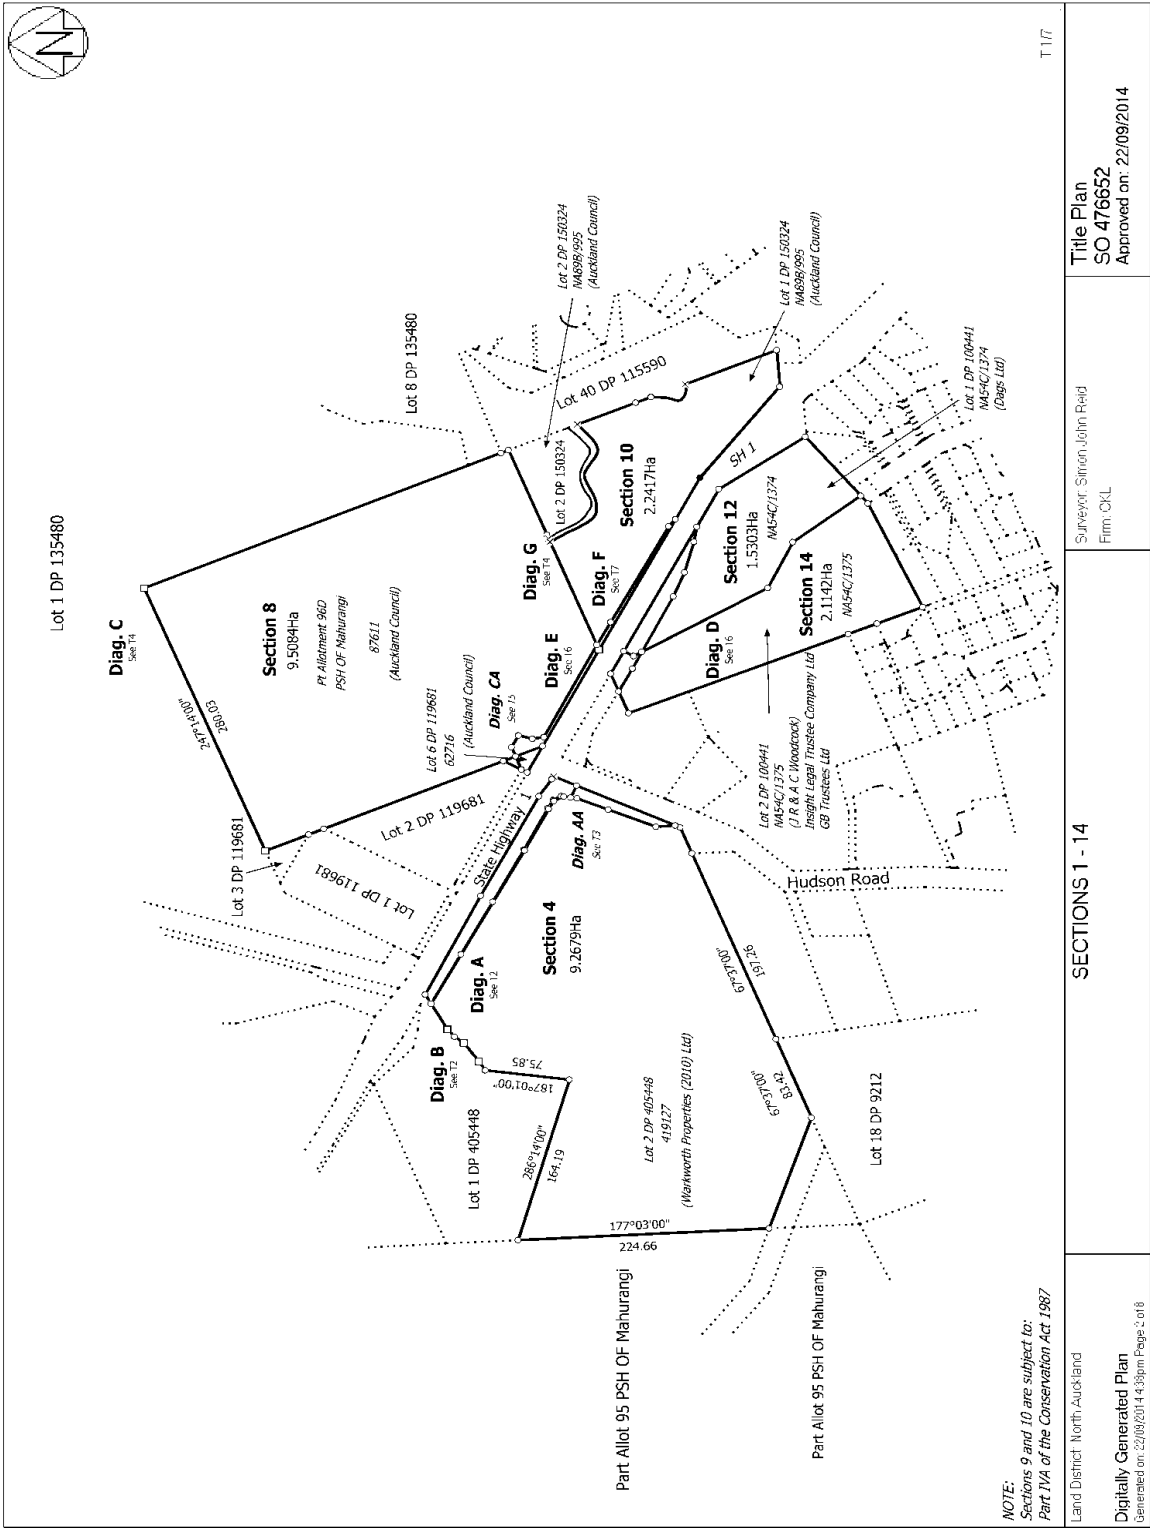 N
Lot 1 DP 135480
Diag. C
See T4
247°14'00"
280.03
Section 8
9.5084Ha
Pt Allotment 96D
PSH OF Mahurangi
87611
(Auckland Council)
Lot 8 DP 135480
Lot 3 DP 119681
Lot 1 DP 119681
Lot 2 DP 119681
Lot 6 DP 119681
62716
(Auckland Council)
Diag. CA
See T5
State Highway 1
Diag. E
See T6
Diag. G
See T4
Diag. F
See T7
Lot 2 DP 150324
Lot 2 DP 150324
NA89B/995
(Auckland Council)
Lot 40 DP 115590
Section 10
2.2417Ha
Lot 1 DP 150324
NA89B/995
(Auckland Council)
SH 1
Section 12
1.5303Ha
NA54C/1374
Lot 1 DP 100441
NA54C/1374
(Dags Ltd)
Section 14
2.1142Ha
NA54C/1375
Diag. D
See T6
Lot 2 DP 100441
NA54C/1375
(J R & A C Woodcock)
Insight Legal Trustee Company Ltd
GB Trustees Ltd
Diag. B
See T2
Diag. A
See T2
Diag. AA
See T3
Section 4
9.2679Ha
Lot 1 DP 405448
187°01'00"
75.85
286°14'00"
164.19
Lot 2 DP 405448
419127
(Warkworth Properties (2010) Ltd)
177°03'00"
224.66
67°37'00"
197.26
67°37'00"
83.42
Hudson Road
Lot 18 DP 9212
Part Allot 95 PSH OF Mahurangi
Part Allot 95 PSH OF Mahurangi
NOTE:
Sections 9 and 10 are subject to:
Part IVA of the Conservation Act 1987
T 1/7
Land District: North Auckland
Digitally Generated Plan
Generated on: 22/09/2014 4:39pm Page 2 of 8
SECTIONS 1 - 14
Surveyor: Simon John Reid
Firm: CKL
Title Plan
SO 476652
Approved on: 22/09/2014